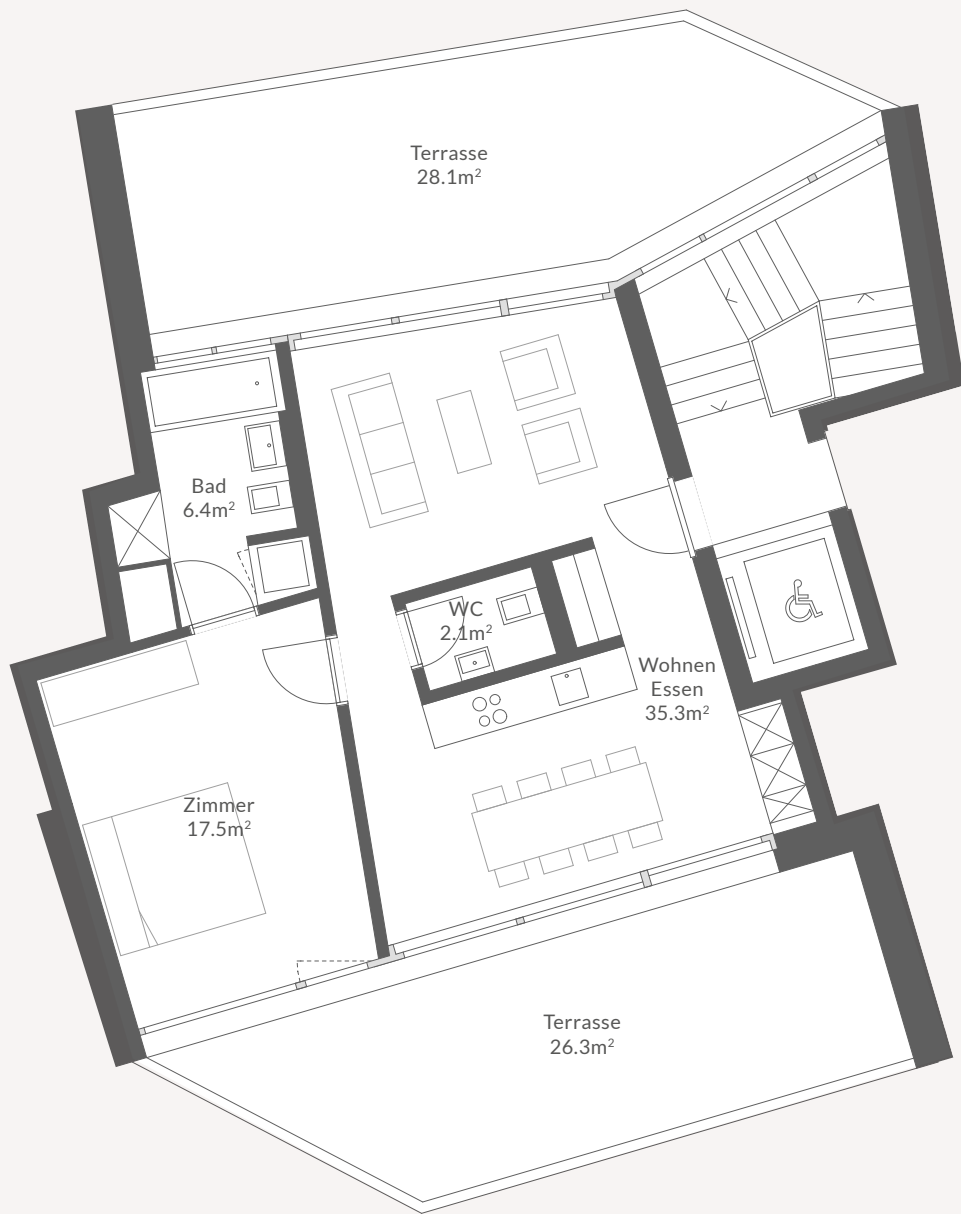 Terrasse
28.1m²
Bad
6.4m²
WC
2.1m²
Wohnen
Essen
35.3m²
Zimmer
17.5m²
Terrasse
26.3m²